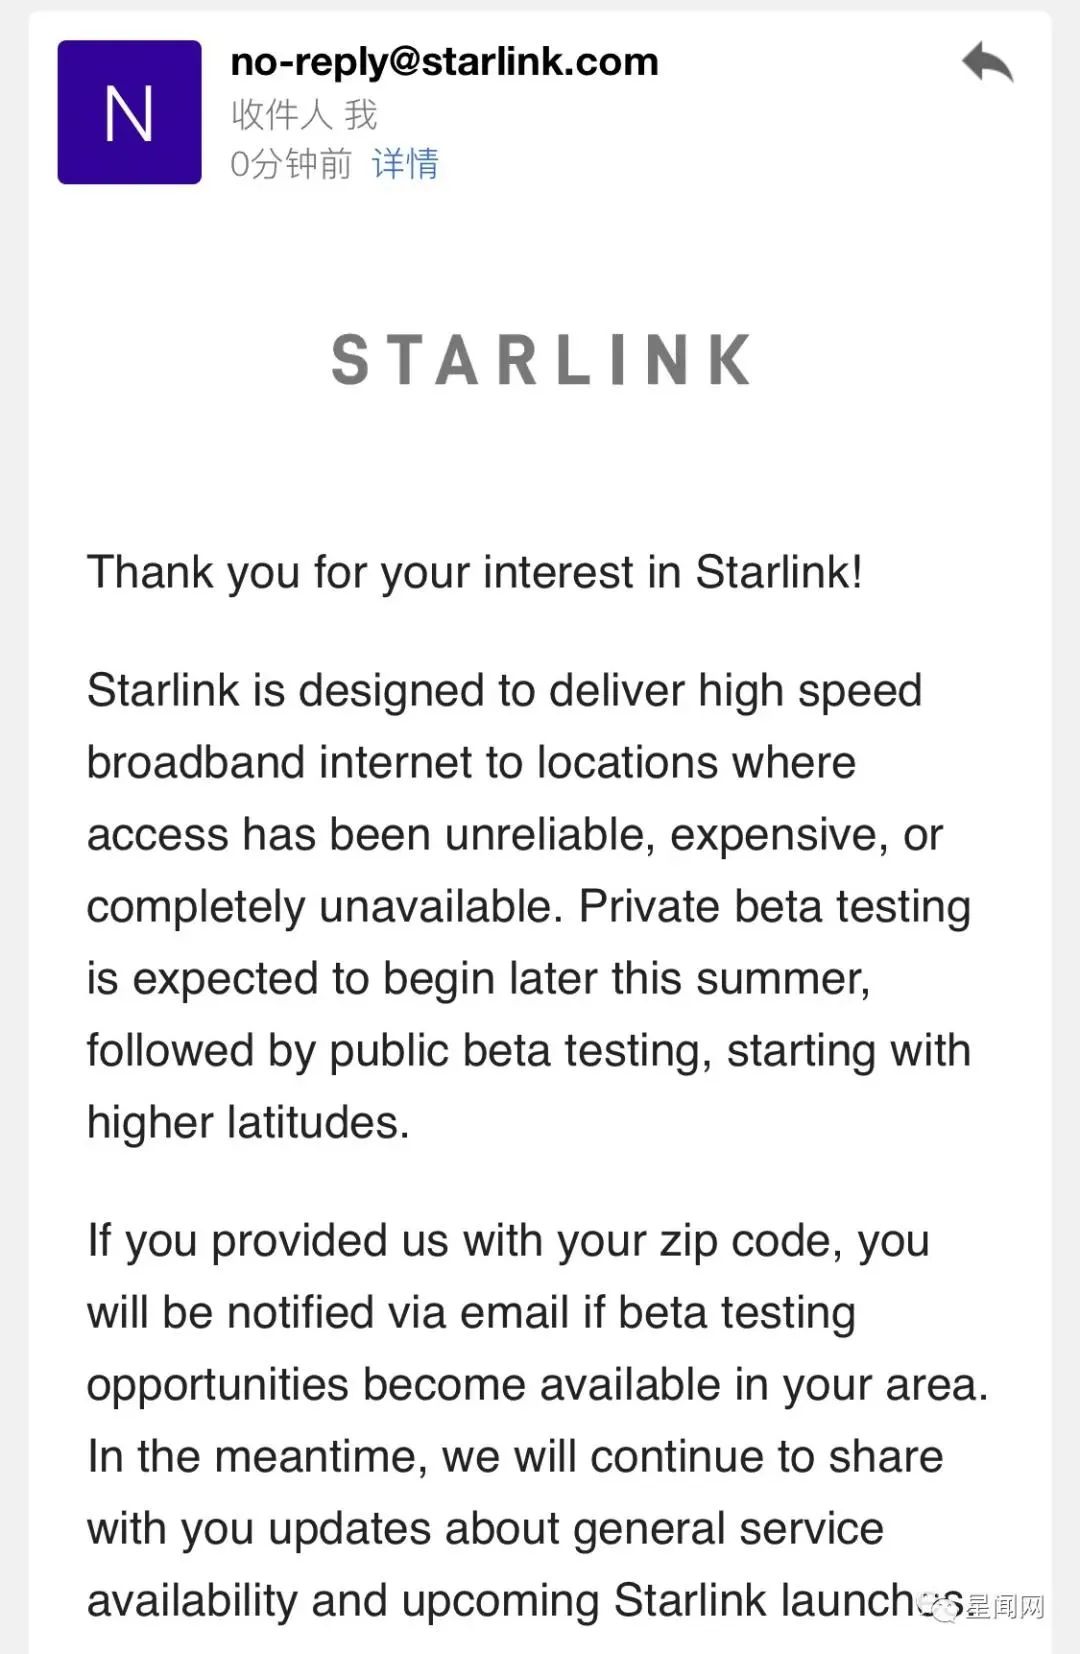 N
no-reply@starlink.com
收件人 我
0分钟前 详情
STARLINK
Thank you for your interest in Starlink!
Starlink is designed to deliver high speed
broadband internet to locations where
access has been unreliable, expensive, or
completely unavailable. Private beta testing
is expected to begin later this summer,
followed by public beta testing, starting with
higher latitudes.
If you provided us with your zip code, you
will be notified via email if beta testing
opportunities become available in your area.
In the meantime, we will continue to share
with you updates about general service
availability and upcoming Starlink launches.
星闻网